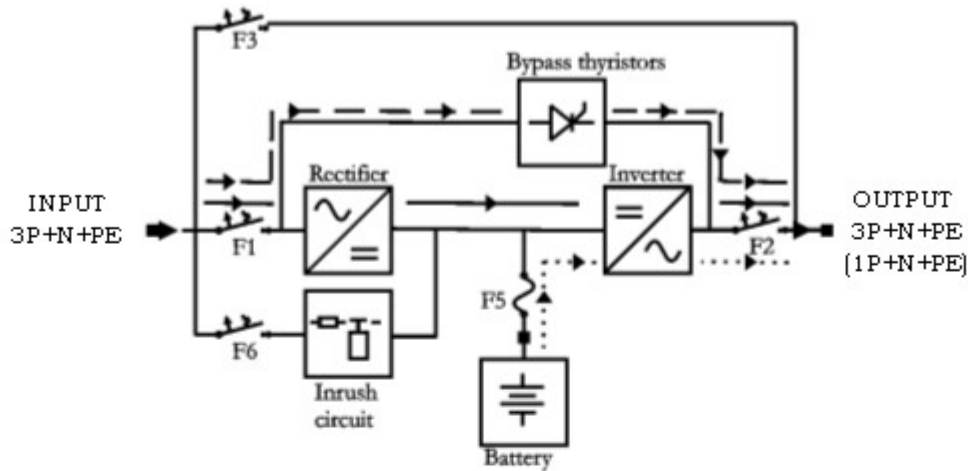 F3
Bypass thyristors
Rectifier
Inverter
INPUT
3P+N+PE
F1
F2
OUTPUT
3P+N+PE
(1P+N+PE)
F5
F6
Inrush
circuit
Battery